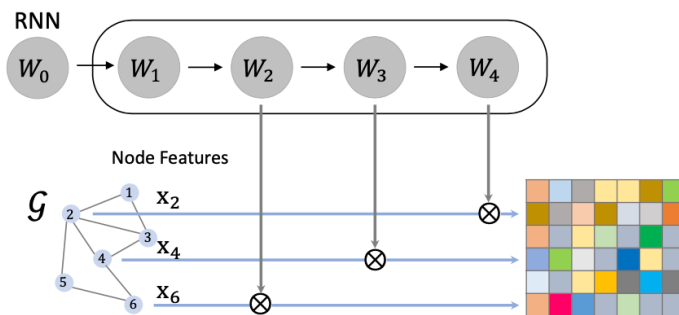 RNN
W₀
W₁
W₂
W₃
W₄
Node Features
𝒢
1
2
3
4
5
6
x₂
x₄
x₆